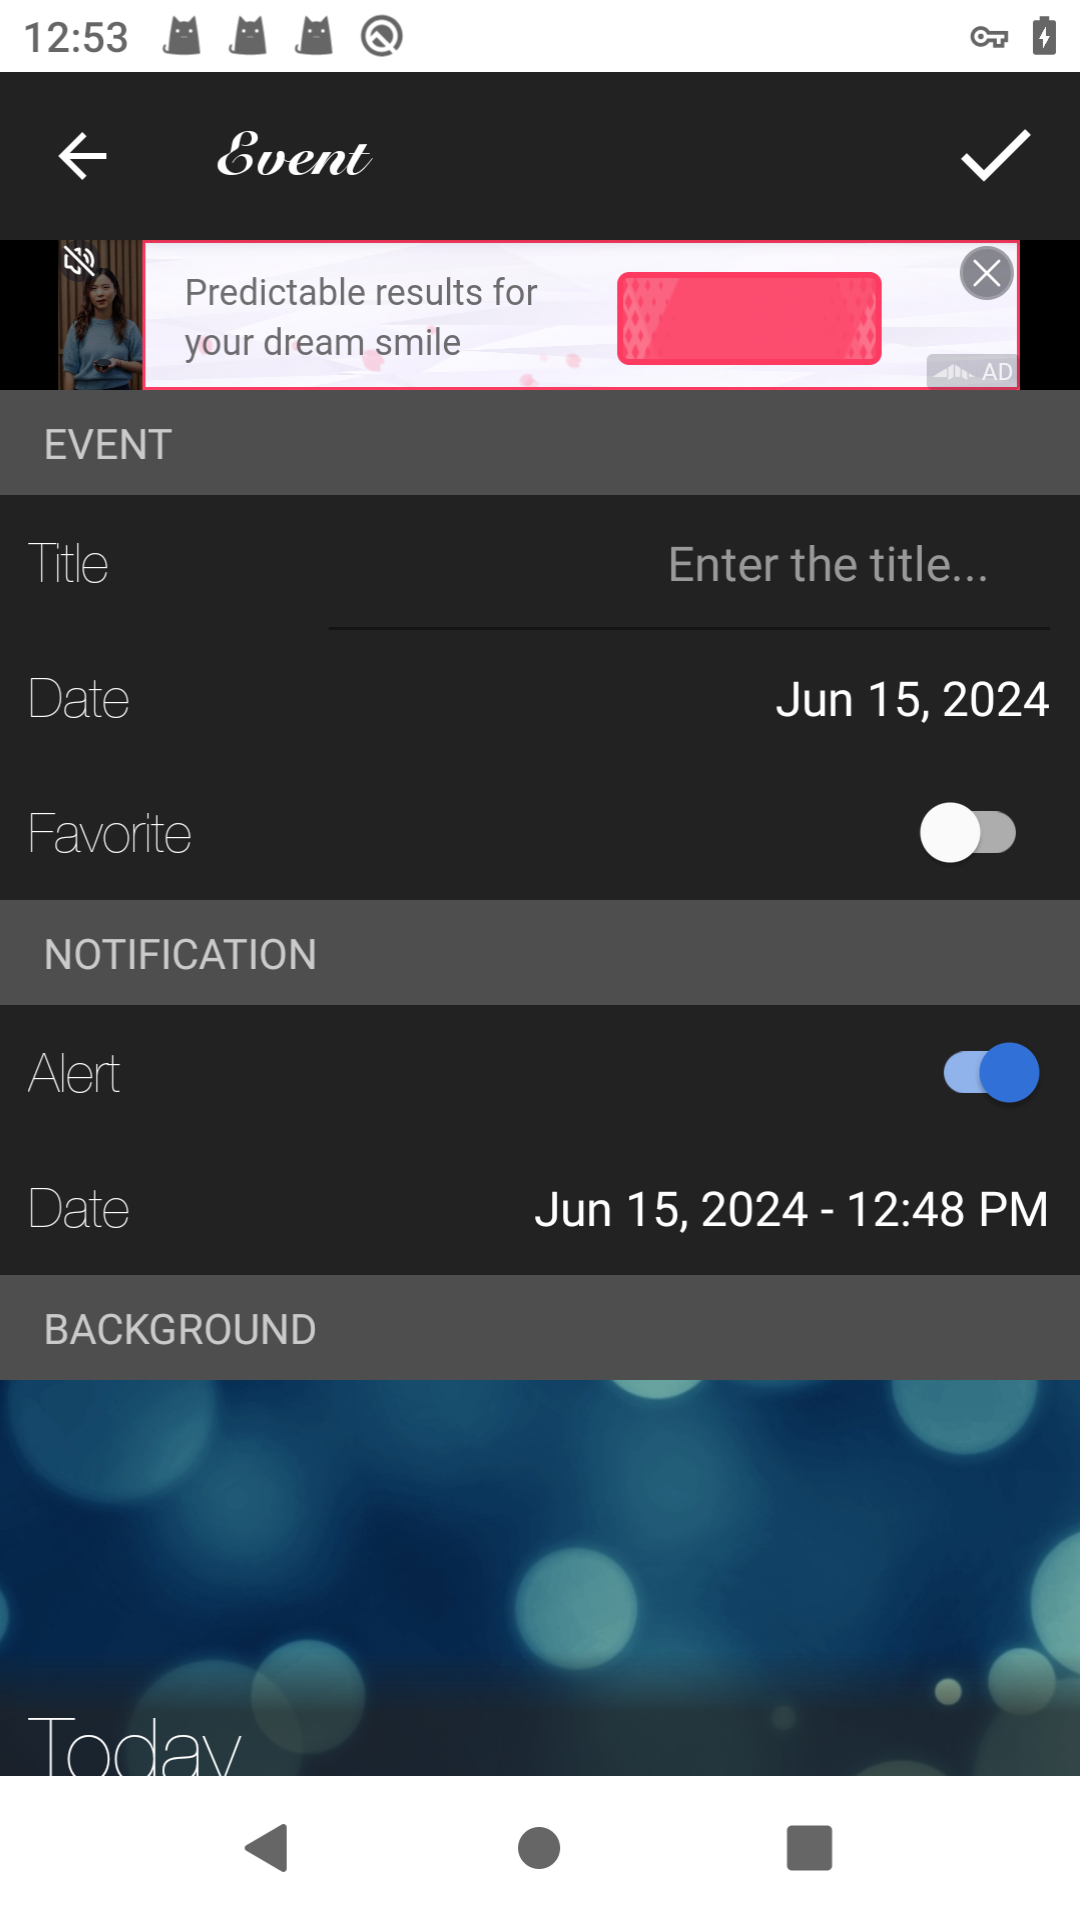 12:53
Event
Predictable results for
your dream smile
AD
EVENT
Title
Enter the title...
Date
Jun 15, 2024
Favorite
NOTIFICATION
Alert
Date
Jun 15, 2024 - 12:48 PM
BACKGROUND
Today